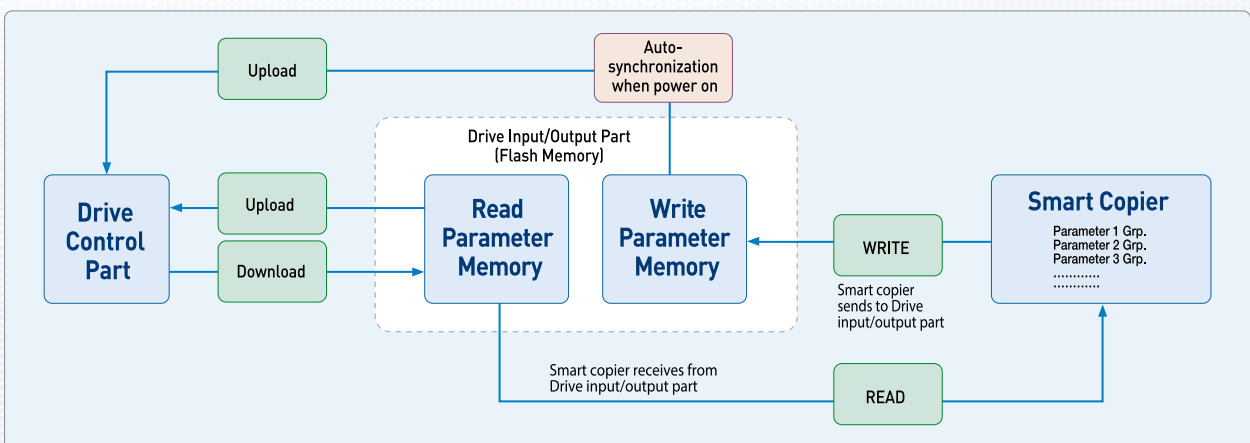 Upload
Auto-
synchronization
when power on
Drive Input/Output Part
(Flash Memory)
Drive
Control
Part
Upload
Download
Read
Parameter
Memory
Write
Parameter
Memory
WRITE
Smart copier
sends to Drive
input/output part
Smart Copier
Parameter 1 Grp.
Parameter 2 Grp.
Parameter 3 Grp.
............
............
Smart copier receives from
Drive input/output part
READ